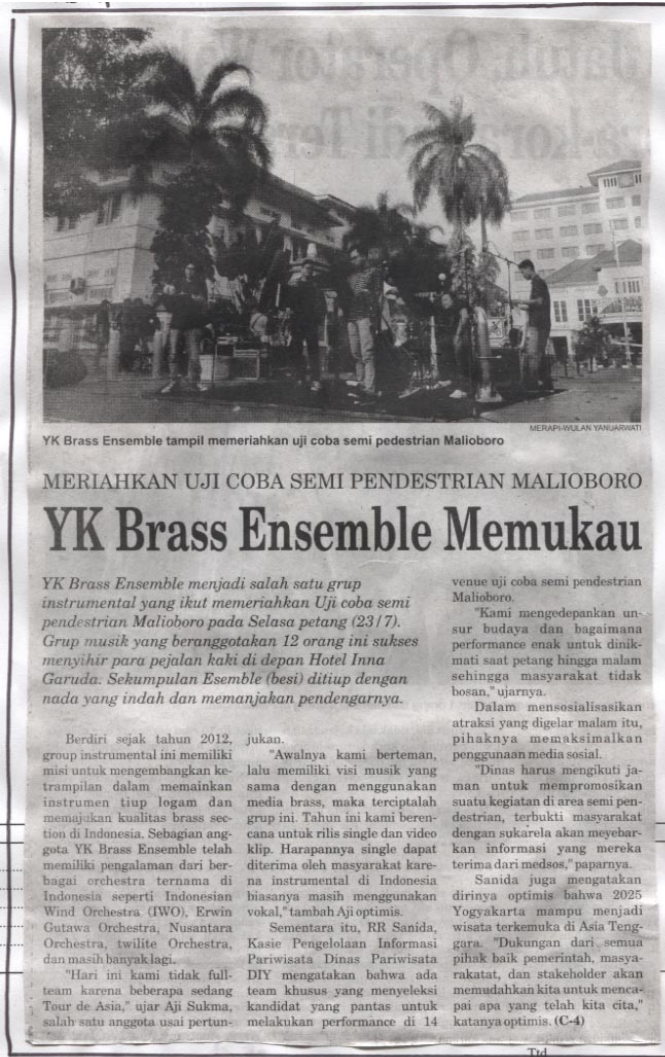 MERAPI-WULAN YANUARWATI
YK Brass Ensemble tampil memeriahkan uji coba semi pedestrian Malioboro
MERIAHKAN UJI COBA SEMI PENDESTRIAN MALIOBORO
YK Brass Ensemble Memukau
YK Brass Ensemble menjadi salah satu grup
instrumental yang ikut memeriahkan Uji coba semi
pendestrian Malioboro pada Selasa petang (23/7).
Grup musik yang beranggotakan 12 orang ini sukses
menyihir para pejalan kaki di depan Hotel Inna
Garuda. Sekumpulan Esemble (besi) ditiup dengan
nada yang indah dan memanjakan pendengarnya.
Berdiri sejak tahun 2012,
group instrumental ini memiliki
misi untuk mengembangkan ke-
trampilan dalam memainkan
instrumen tiup logam dan
memajukan kualitas brass sec-
tion di Indonesia. Sebagian ang-
gota YK Brass Ensemble telah
memiliki pengalaman dari ber-
bagai orchestra ternama di
Indonesia seperti Indonesian
Wind Orchestra (IWO), Erwin
Gutawa Orchestra, Nusantara
Orchestra, twilite Orchestra,
dan masih banyak lagi.
"Hari ini kami tidak full-
team karena beberapa sedang
Tour de Asia," ujar Aji Sukma,
salah satu anggota usai pertun-
jukan.
"Awalnya kami berteman,
lalu memiliki visi musik yang
sama dengan menggunakan
media brass, maka terciptalah
grup ini. Tahun ini kami beren-
cana untuk rilis single dan video
klip. Harapannya single dapat
diterima oleh masyarakat kare-
na instrumental di Indonesia
biasanya masih menggunakan
vokal," tambah Aji optimis.
Sementara itu, RR Sanida,
Kasie Pengelolaan Informasi
Pariwisata Dinas Pariwisata
DIY mengatakan bahwa ada
team khusus yang menyeleksi
kandidat yang pantas untuk
melakukan performance di 14
venue uji coba semi pendestrian
Malioboro.
"Kami mengedepankan un-
sur budaya dan bagaimana
performance enak untuk dinik-
mati saat petang hingga malam
sehingga masyarakat tidak
bosan," ujarnya.
Dalam mensosialisasikan
atraksi yang digelar malam itu,
pihaknya memaksimalkan
penggunaan media sosial.
"Dinas harus mengikuti ja-
man untuk mempromosikan
suatu kegiatan di area semi pen-
destrian, terbukti masyarakat
dengan sukarela akan meyebar-
kan informasi yang mereka
terima dari medsos," paparnya.
Sanida juga mengatakan
dirinya optimis bahwa 2025
Yogyakarta mampu menjadi
wisata terkemuka di Asia Teng-
gara. "Dukungan dari semua
pihak baik pemerintah, masya-
rakatat, dan stakeholder akan
memudahkan kita untuk menca-
pai apa yang telah kita cita,"
katanya optimis. (C-4)
Ttd